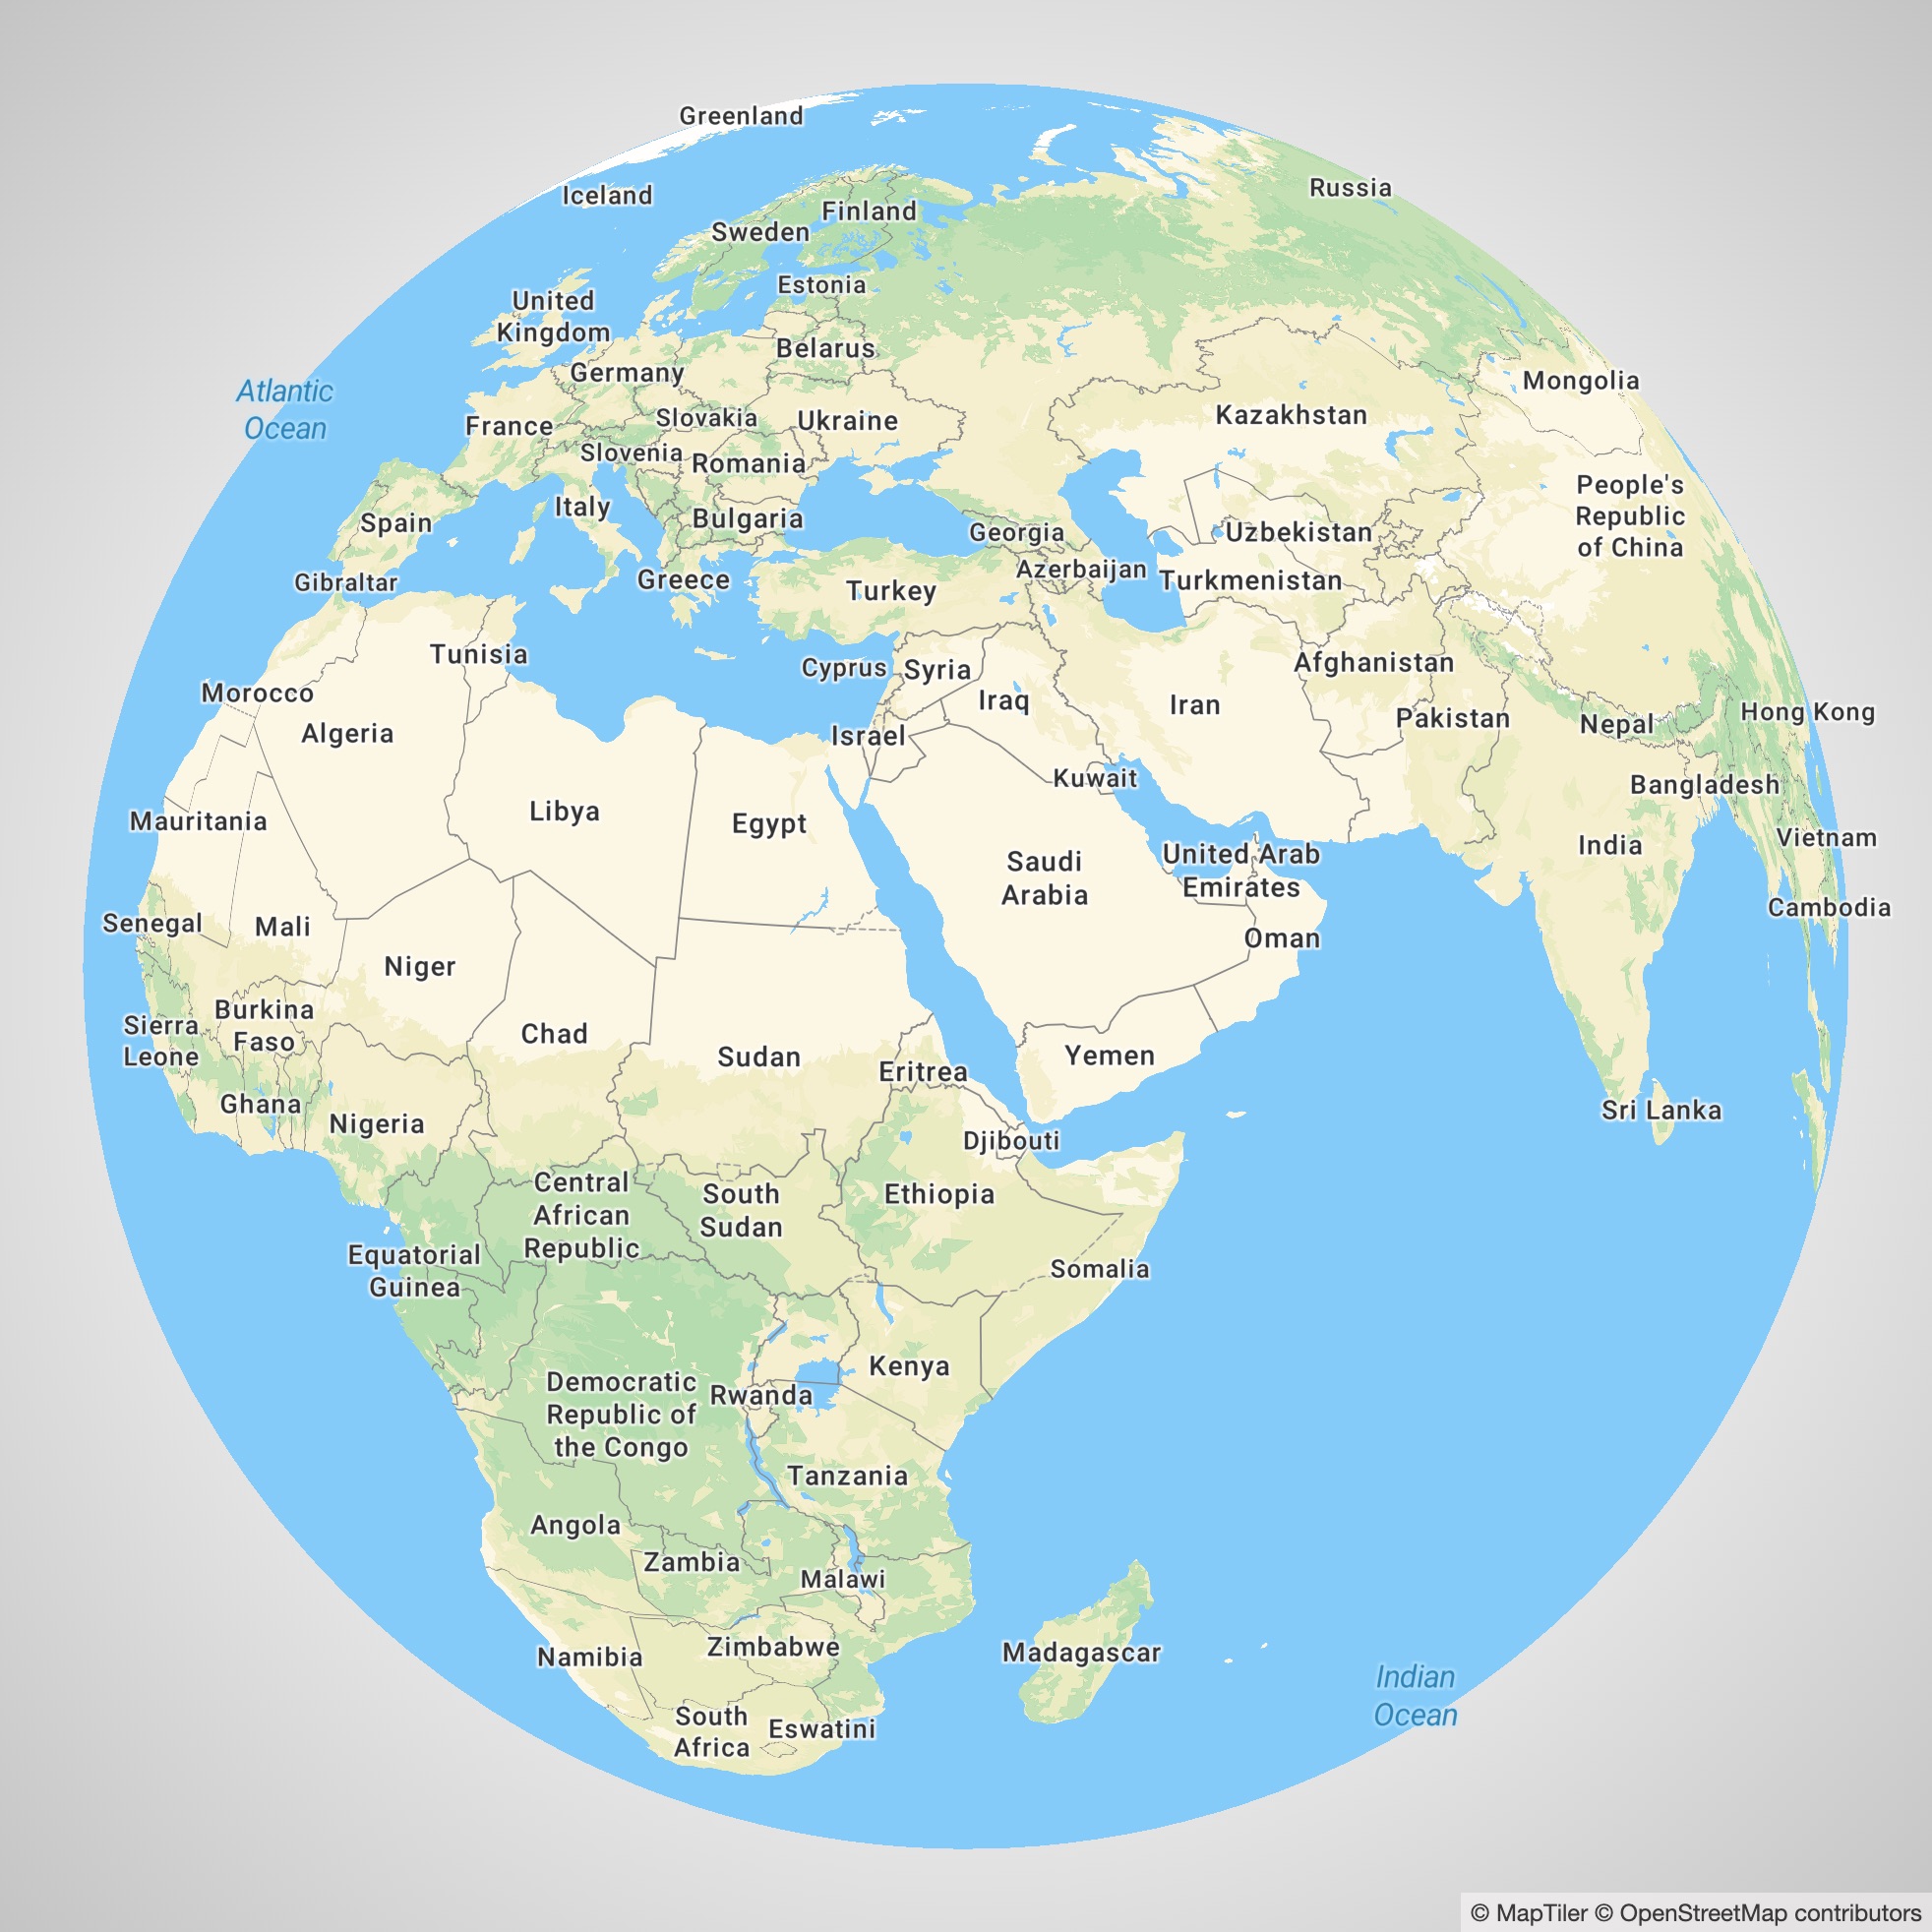 Greenland
Iceland
Russia
Finland
Sweden
Estonia
United
Kingdom
Belarus
Germany
Mongolia
Atlantic
Ocean
Kazakhstan
Slovakia
Ukraine
France
Slovenia
Romania
People's
Republic
of China
Italy
Bulgaria
Spain
Georgia
Uzbekistan
Azerbaijan
Gibraltar
Greece
Turkmenistan
Turkey
Tunisia
Cyprus
Syria
Afghanistan
Morocco
Iraq
Iran
Hong Kong
Pakistan
Nepal
Algeria
Israel
Kuwait
Bangladesh
Mauritania
Libya
Egypt
Vietnam
India
United Arab
Emirates
Saudi
Arabia
Cambodia
Senegal
Mali
Oman
Niger
Burkina
Faso
Sierra
Leone
Chad
Sudan
Yemen
Eritrea
Ghana
Sri Lanka
Nigeria
Djibouti
Central
African
Republic
South
Sudan
Ethiopia
Equatorial
Guinea
Somalia
Kenya
Democratic
Republic of
the Congo
Rwanda
Tanzania
Angola
Zambia
Malawi
Zimbabwe
Madagascar
Namibia
Indian
Ocean
South
Africa
Eswatini
© MapTiler © OpenStreetMap contributors